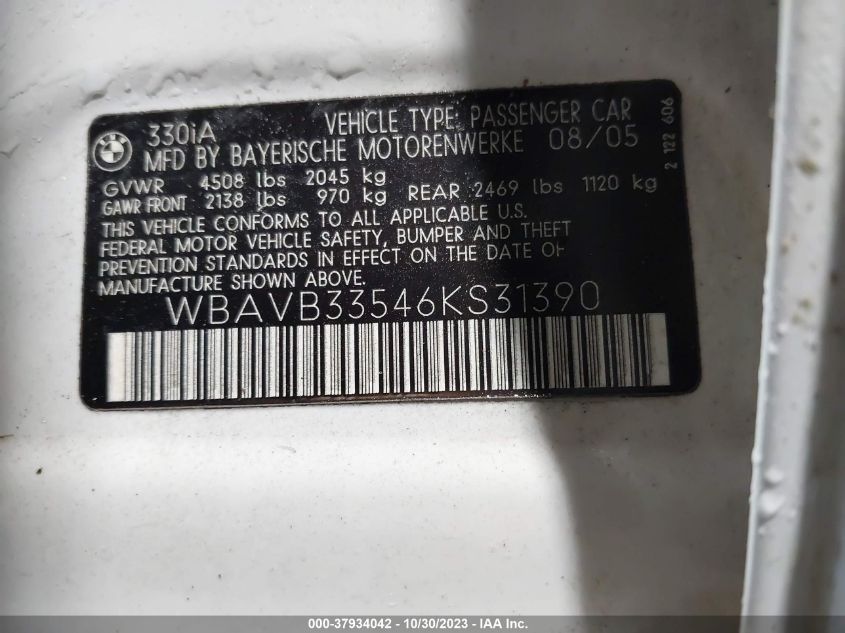 330iA VEHICLE TYPE: PASSENGER CAR
MFD BY BAYERISCHE MOTORENWERKE 08/05
GVWR 4508 lbs 2045 kg
GAWR FRONT 2138 lbs 970 kg REAR 2469 lbs 1120 kg
THIS VEHICLE CONFORMS TO ALL APPLICABLE U.S.
FEDERAL MOTOR VEHICLE SAFETY, BUMPER AND THEFT
PREVENTION STANDARDS IN EFFECT ON THE DATE OF
MANUFACTURE SHOWN ABOVE.
WBAVB33546KS31390
2 122 606
000-37934042 - 10/30/2023 - IAA Inc.